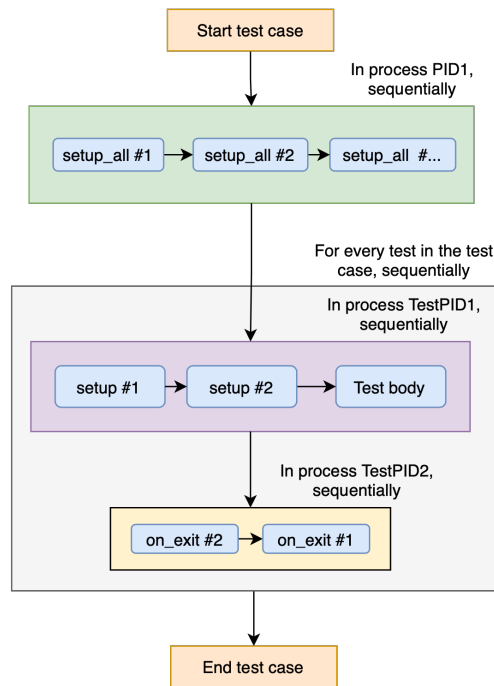 Start test case
In process PID1,
sequentially
setup_all #1
setup_all #2
setup_all #...
For every test in the test
case, sequentially
In process TestPID1,
sequentially
setup #1
setup #2
Test body
In process TestPID2,
sequentially
on_exit #2
on_exit #1
End test case